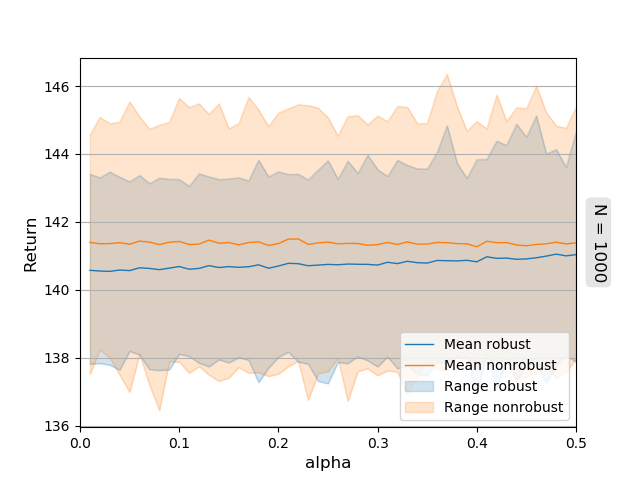 146
144
142
140
138
136
Return
0.0 0.1 0.2 0.3 0.4 0.5
alpha
N = 1000
Mean robust
Mean nonrobust
Range robust
Range nonrobust